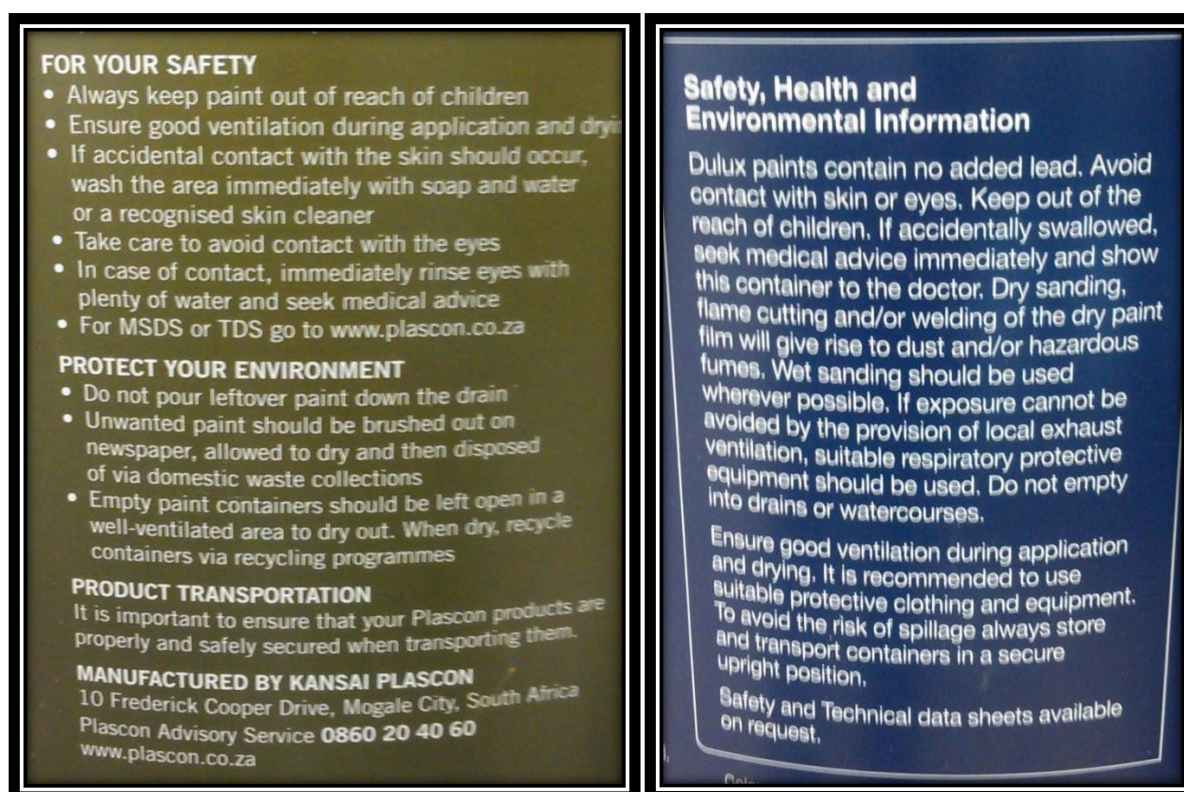 FOR YOUR SAFETY
• Always keep paint out of reach of children
• Ensure good ventilation during application and
• If accidental contact with the skin should occur,
wash the area immediately with soap and water
or a recognised skin cleaner
• Take care to avoid contact with the eyes
• In case of contact, immediately rinse eyes with
plenty of water and seek medical advice
• For MSDS or TDS go to www.plascon.co.za
PROTECT YOUR ENVIRONMENT
• Do not pour leftover paint down the drain
• Unwanted paint should be brushed out on
newspaper, allowed to dry and then disposed
of via domestic waste collections
• Empty paint containers should be left open in a
well-ventilated area to dry out. When dry, recycle
containers via recycling programmes
PRODUCT TRANSPORTATION
It is important to ensure that your Plascon products are
properly and safely secured when transporting them.
MANUFACTURED BY KANSAI PLASCON
10 Frederick Cooper Drive, Mogale City, South Africa
Plascon Advisory Service 0860 20 40 60
www.plascon.co.za
Safety, Health and
Environmental Information
Dulux paints contain no added lead. Avoid
contact with skin or eyes. Keep out of the
reach of children. If accidentally swallowed,
seek medical advice immediately and show
this container to the doctor. Dry sanding,
flame cutting and/or welding of the dry paint
film will give rise to dust and/or hazardous
fumes. Wet sanding should be used
wherever possible. If exposure cannot be
avoided by the provision of local exhaust
ventilation, suitable respiratory protective
equipment should be used. Do not empty
into drains or watercourses.
Ensure good ventilation during application
and drying. It is recommended to use
suitable protective clothing and equipment.
To avoid the risk of spillage always store
and transport containers in a secure
upright position.
Safety and Technical data sheets available
on request.